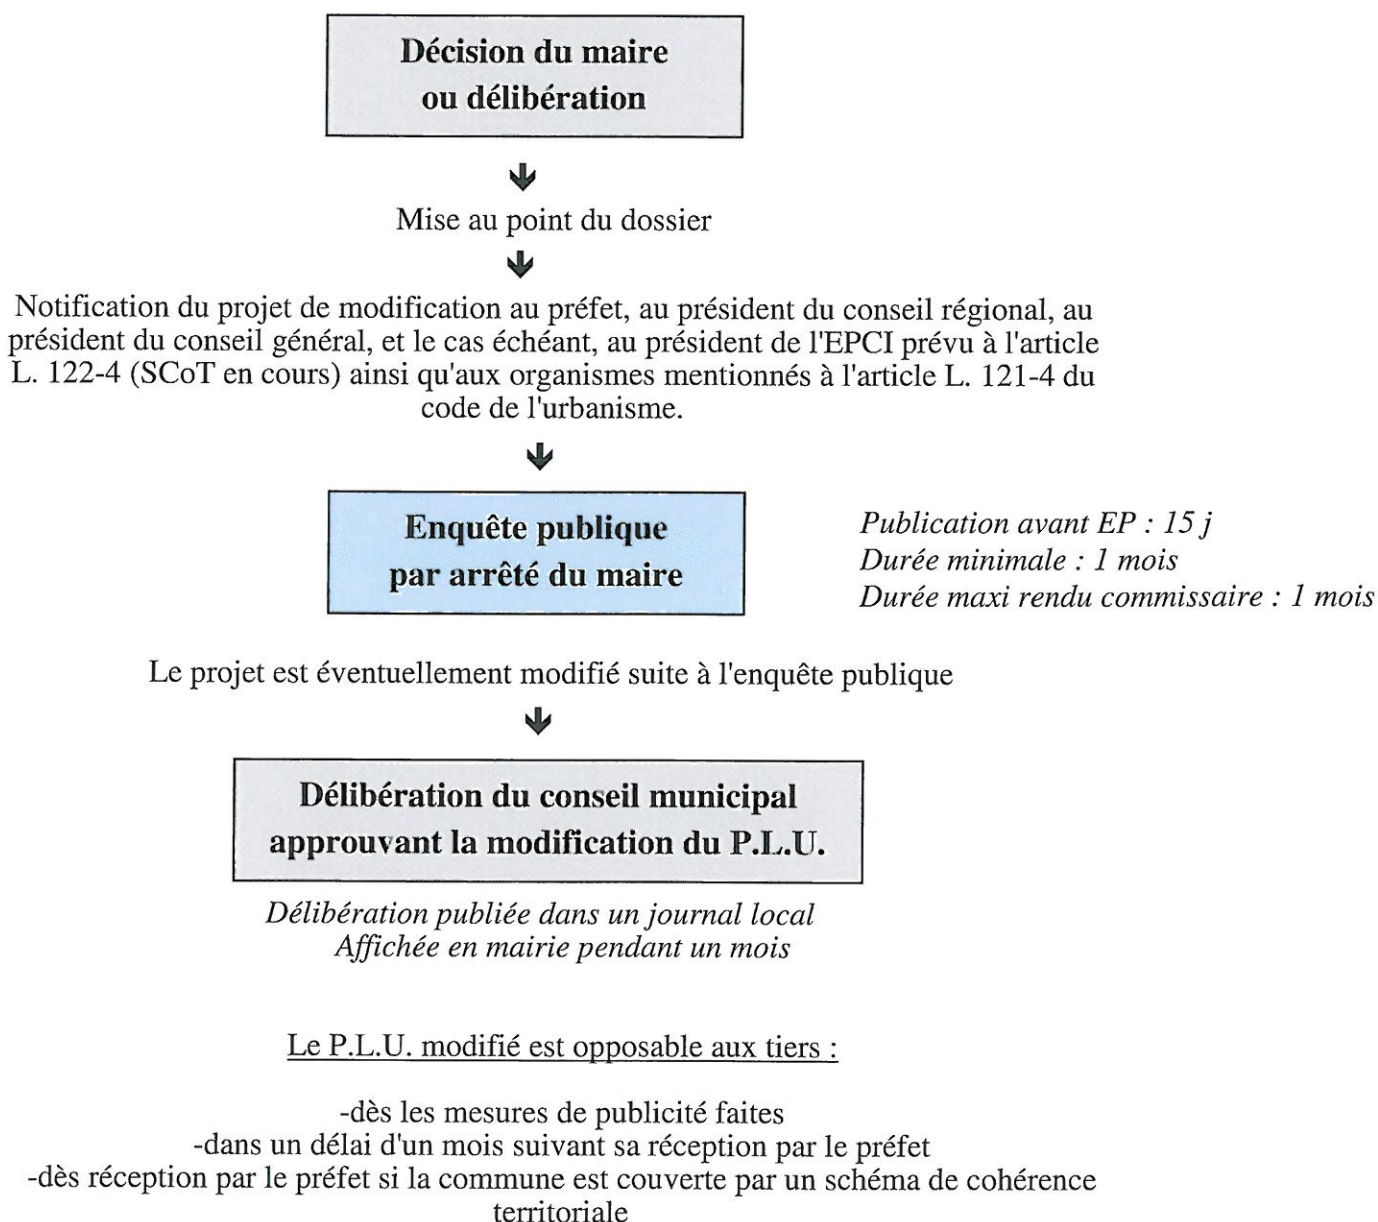 Décision du maire
ou délibération
Mise au point du dossier
Notification du projet de modification au préfet, au président du conseil régional, au
président du conseil général, et le cas échéant, au président de l'EPCI prévu à l'article
L. 122-4 (SCoT en cours) ainsi qu'aux organismes mentionnés à l'article L. 121-4 du
code de l'urbanisme.
Enquête publique
par arrêté du maire
Publication avant EP : 15 j
Durée minimale : 1 mois
Durée maxi rendu commissaire : 1 mois
Le projet est éventuellement modifié suite à l'enquête publique
Délibération du conseil municipal
approuvant la modification du P.L.U.
Délibération publiée dans un journal local
Affichée en mairie pendant un mois
Le P.L.U. modifié est opposable aux tiers :
-dès les mesures de publicité faites
-dans un délai d'un mois suivant sa réception par le préfet
-dès réception par le préfet si la commune est couverte par un schéma de cohérence
territoriale